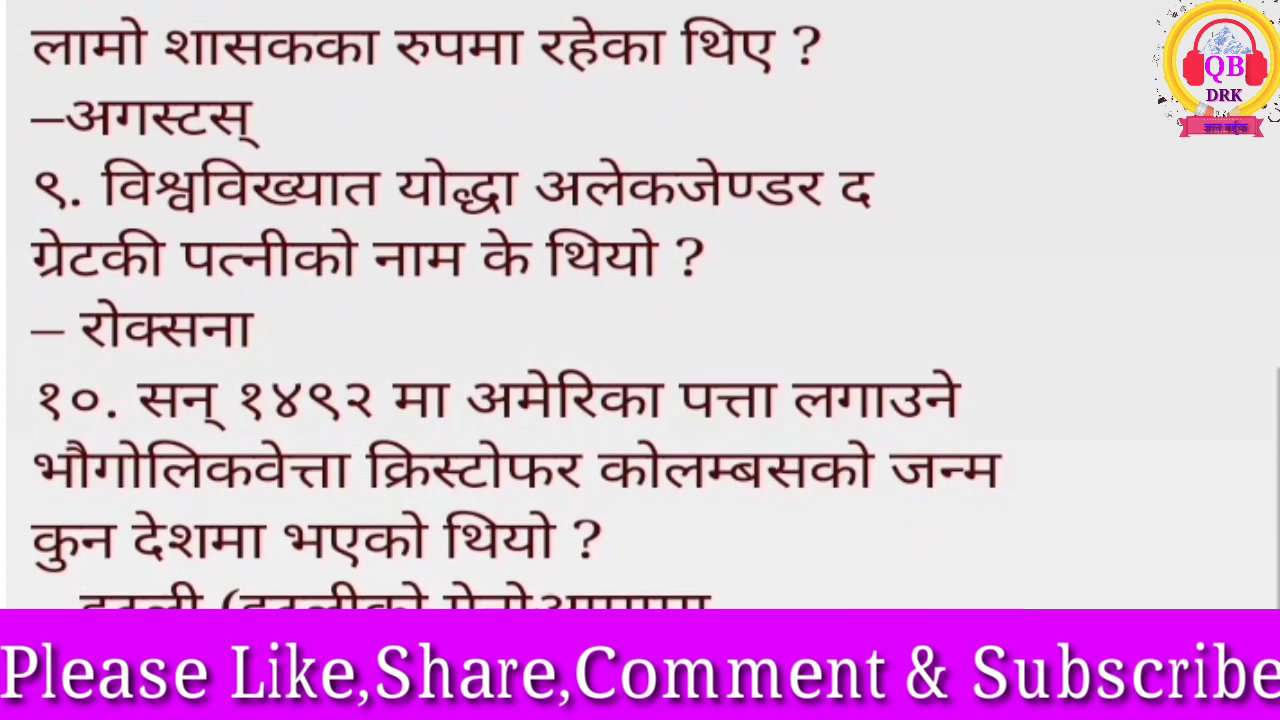 लामो शासकका रुपमा रहेका थिए ?
–अगस्टस्
९. विश्वविख्यात योद्धा अलेकजेण्डर द
ग्रेटकी पत्नीको नाम के थियो ?
– रोक्सना
१०. सन् १४९२ मा अमेरिका पत्ता लगाउने
भौगोलिकवेत्ता क्रिस्टोफर कोलम्बसको जन्म
कुन देशमा भएको थियो ?
QB
DRK
Please Like,Share,Comment & Subscribe